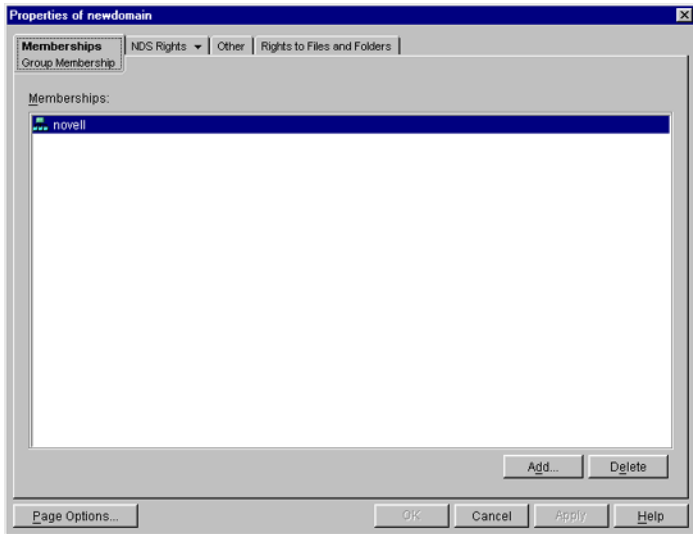 Properties of newdomain
Memberships NDS Rights Other Rights to Files and Folders
Group Membership
Memberships:
novell
Add... Delete
Page Options... OK Cancel Apply Help